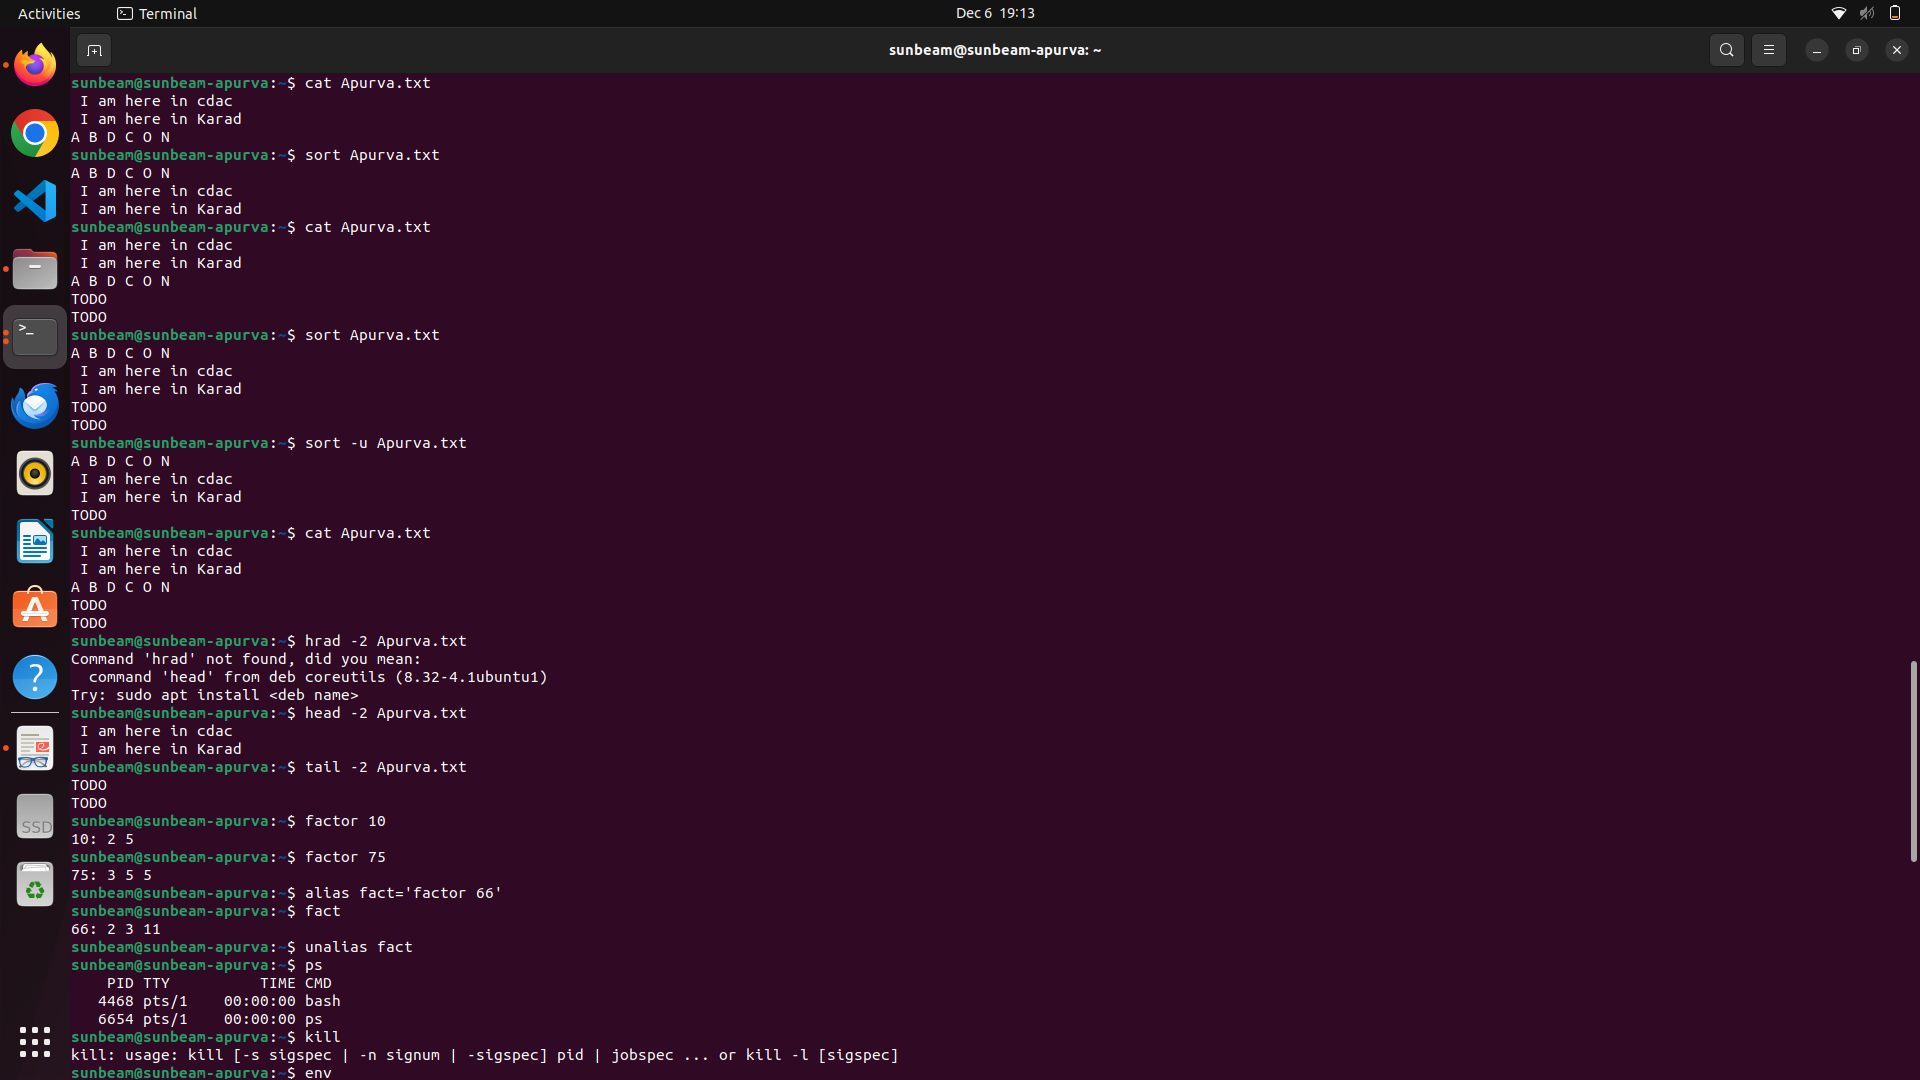 Activities
Terminal
Dec 6 19:13
sunbeam@sunbeam-apurva: ~
sunbeam@sunbeam-apurva:~$ cat Apurva.txt
 I am here in cdac
 I am here in Karad
A B D C O N
sunbeam@sunbeam-apurva:~$ sort Apurva.txt
A B D C O N
 I am here in cdac
 I am here in Karad
sunbeam@sunbeam-apurva:~$ cat Apurva.txt
 I am here in cdac
 I am here in Karad
A B D C O N
TODO
TODO
sunbeam@sunbeam-apurva:~$ sort Apurva.txt
A B D C O N
 I am here in cdac
 I am here in Karad
TODO
TODO
sunbeam@sunbeam-apurva:~$ sort -u Apurva.txt
A B D C O N
 I am here in cdac
 I am here in Karad
TODO
sunbeam@sunbeam-apurva:~$ cat Apurva.txt
 I am here in cdac
 I am here in Karad
A B D C O N
TODO
TODO
sunbeam@sunbeam-apurva:~$ hrad -2 Apurva.txt
Command 'hrad' not found, did you mean:
  command 'head' from deb coreutils (8.32-4.1ubuntu1)
Try: sudo apt install <deb name>
sunbeam@sunbeam-apurva:~$ head -2 Apurva.txt
 I am here in cdac
 I am here in Karad
sunbeam@sunbeam-apurva:~$ tail -2 Apurva.txt
TODO
TODO
sunbeam@sunbeam-apurva:~$ factor 10
10: 2 5
sunbeam@sunbeam-apurva:~$ factor 75
75: 3 5 5
sunbeam@sunbeam-apurva:~$ alias fact='factor 66'
sunbeam@sunbeam-apurva:~$ fact
66: 2 3 11
sunbeam@sunbeam-apurva:~$ unalias fact
sunbeam@sunbeam-apurva:~$ ps
    PID TTY          TIME CMD
   4468 pts/1    00:00:00 bash
   6654 pts/1    00:00:00 ps
sunbeam@sunbeam-apurva:~$ kill
kill: usage: kill [-s sigspec | -n signum | -sigspec] pid | jobspec ... or kill -l [sigspec]
sunbeam@sunbeam-apurva:~$ env
SSD